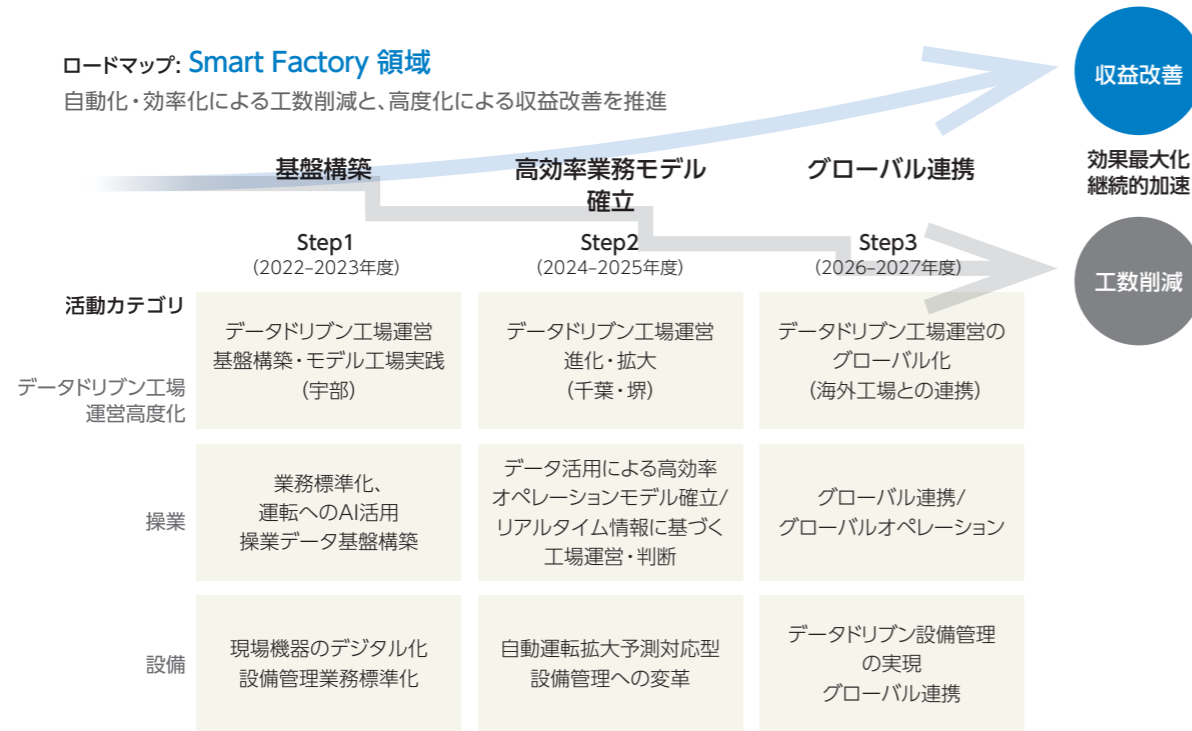 ロードマップ: Smart Factory 領域
自動化・効率化による工数削減と、高度化による収益改善を推進
収益改善
効果最大化
継続的加速
工数削減
基盤構築
高効率業務モデル
確立
グローバル連携
Step1
(2022–2023年度)
Step2
(2024–2025年度)
Step3
(2026–2027年度)
活動カテゴリ
データドリブン工場
運営高度化
データドリブン工場運営
基盤構築・モデル工場実践
(宇部)
データドリブン工場運営
進化・拡大
(千葉・堺)
データドリブン工場運営の
グローバル化
(海外工場との連携)
操業
業務標準化、
運転へのAI活用
操業データ基盤構築
データ活用による高効率
オペレーションモデル確立/
リアルタイム情報に基づく
工場運営・判断
グローバル連携/
グローバルオペレーション
設備
現場機器のデジタル化
設備管理業務標準化
自動運転拡大予測対応型
設備管理への変革
データドリブン設備管理
の実現
グローバル連携